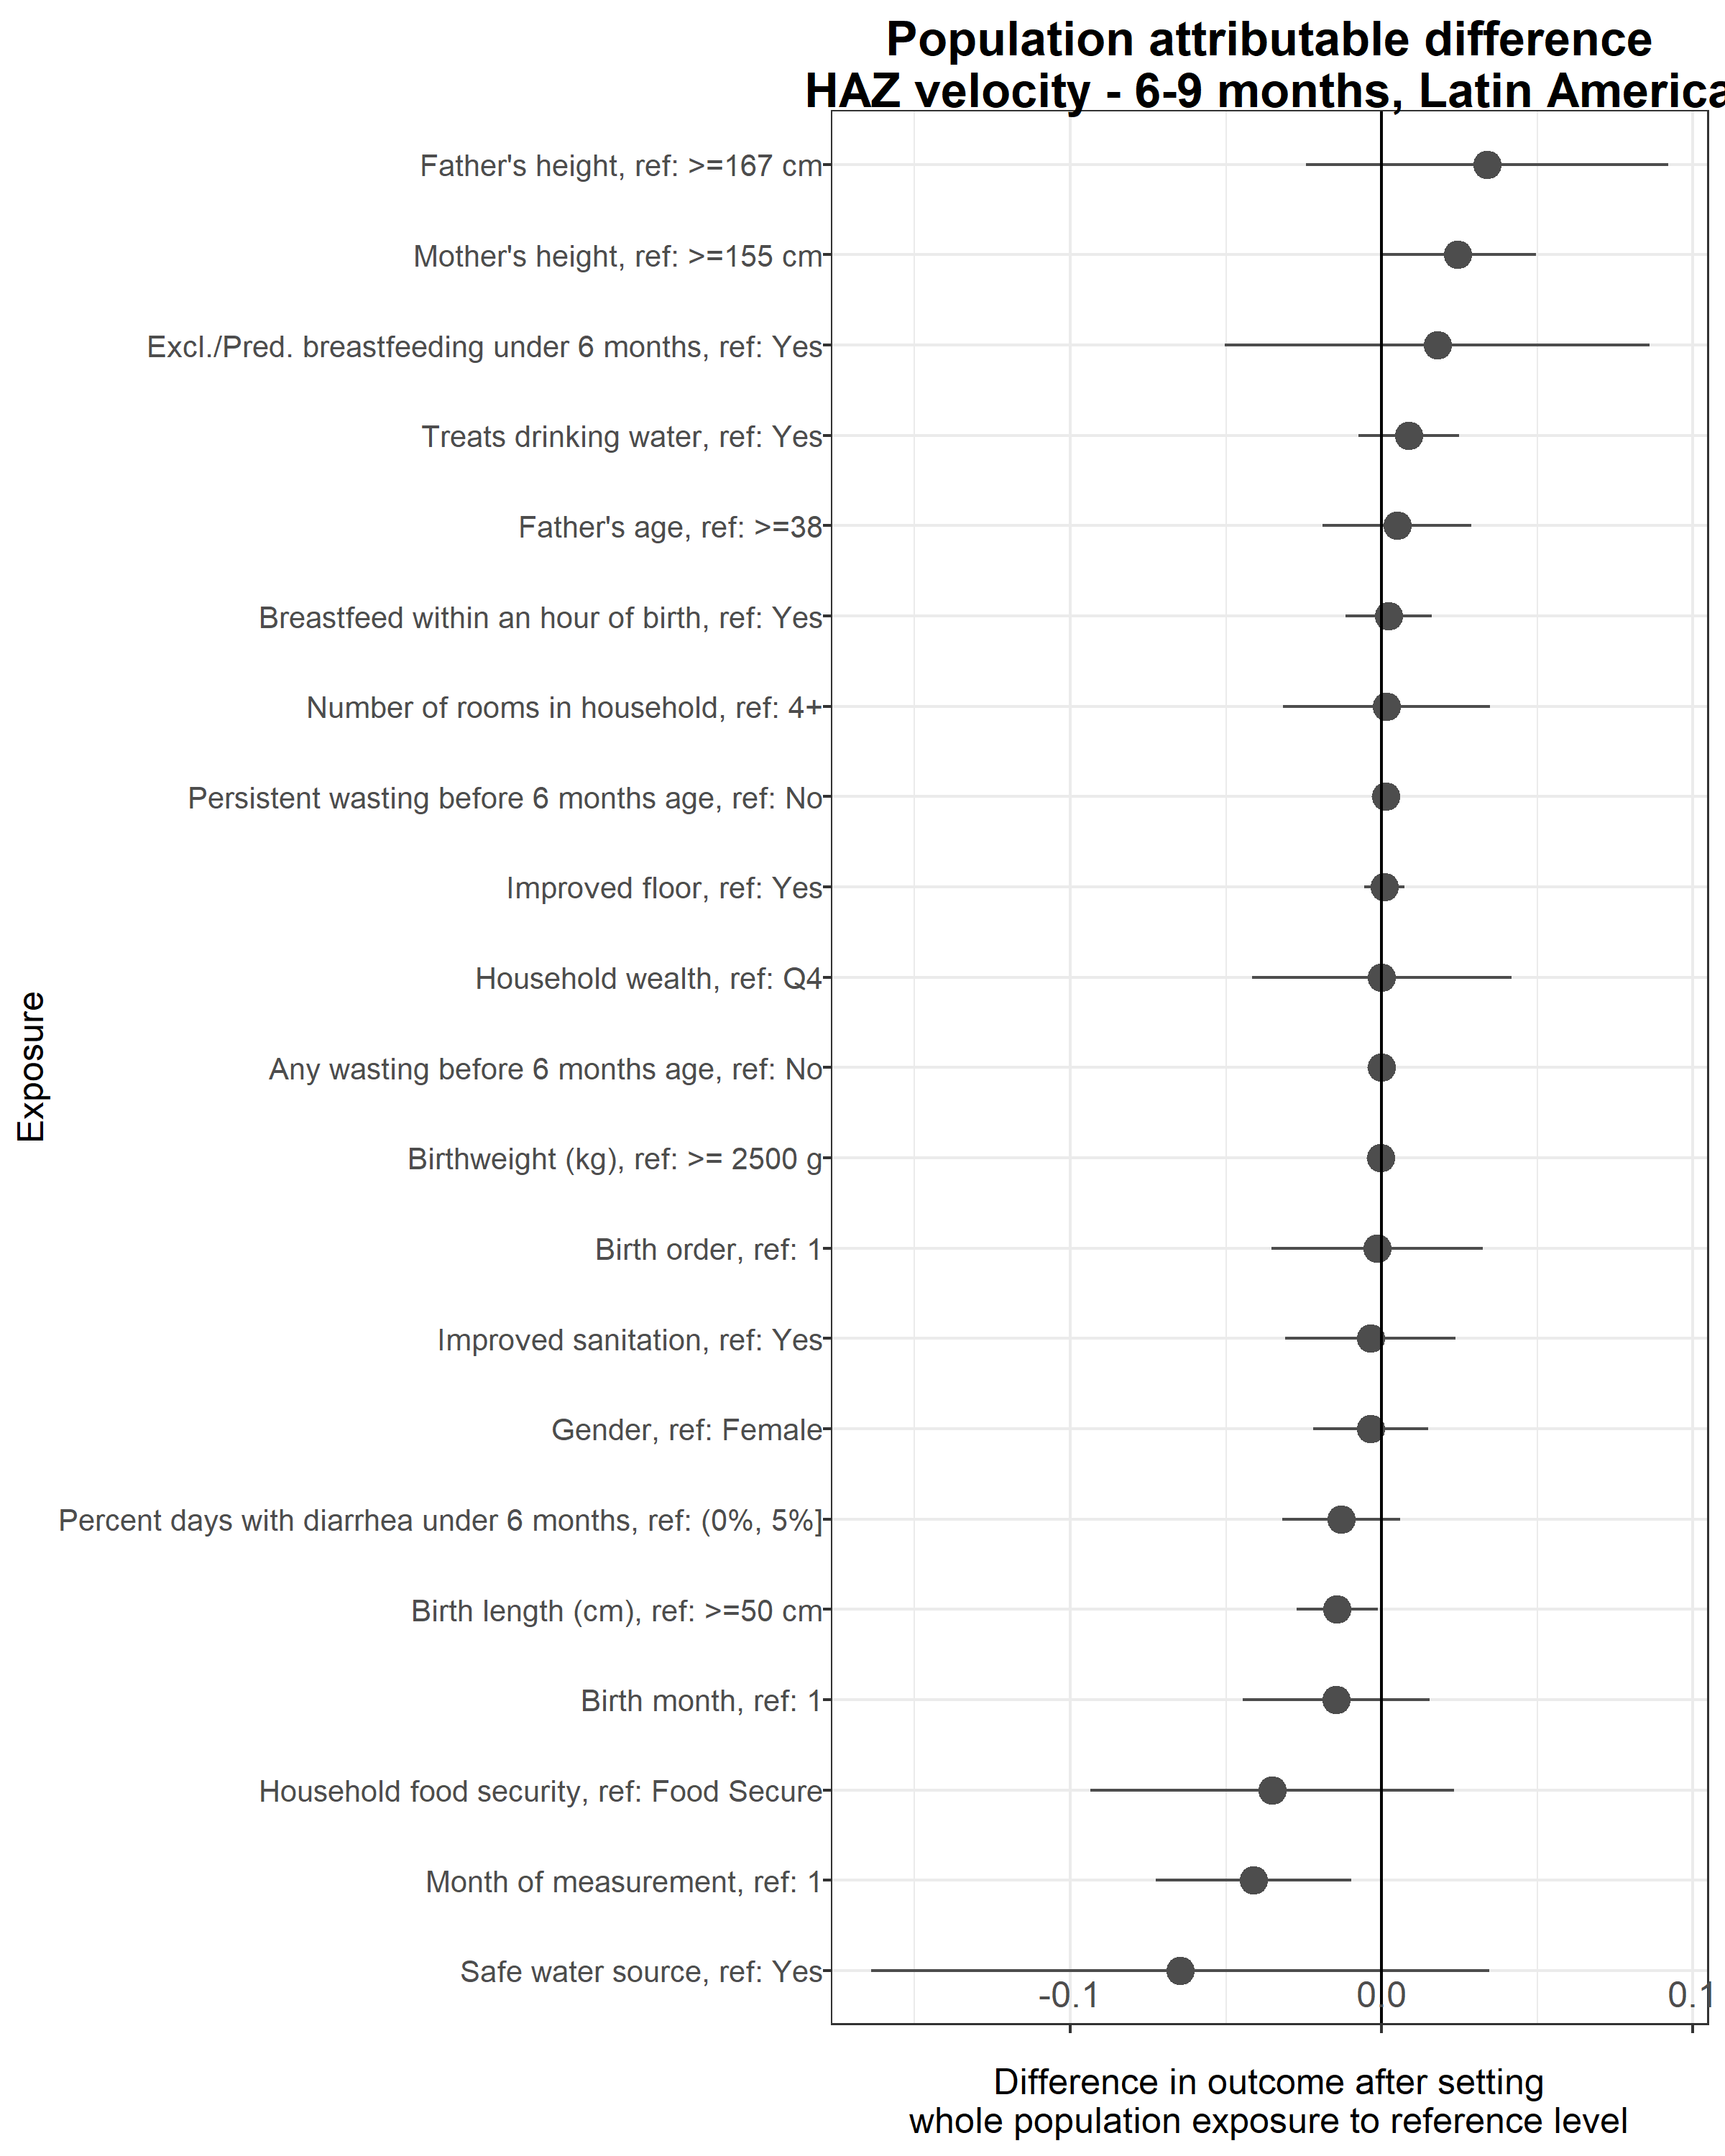 Population attributable difference
HAZ velocity - 6-9 months, Latin America
Father's height, ref: >=167 cm
Mother's height, ref: >=155 cm
Excl./Pred. breastfeeding under 6 months, ref: Yes
Treats drinking water, ref: Yes
Father's age, ref: >=38
Breastfeed within an hour of birth, ref: Yes
Number of rooms in household, ref: 4+
Persistent wasting before 6 months age, ref: No
Improved floor, ref: Yes
Household wealth, ref: Q4
Any wasting before 6 months age, ref: No
Birthweight (kg), ref: >= 2500 g
Birth order, ref: 1
Improved sanitation, ref: Yes
Gender, ref: Female
Percent days with diarrhea under 6 months, ref: (0%, 5%]
Birth length (cm), ref: >=50 cm
Birth month, ref: 1
Household food security, ref: Food Secure
Month of measurement, ref: 1
Safe water source, ref: Yes
Exposure
-0.1 0.0 0.1
Difference in outcome after setting
whole population exposure to reference level